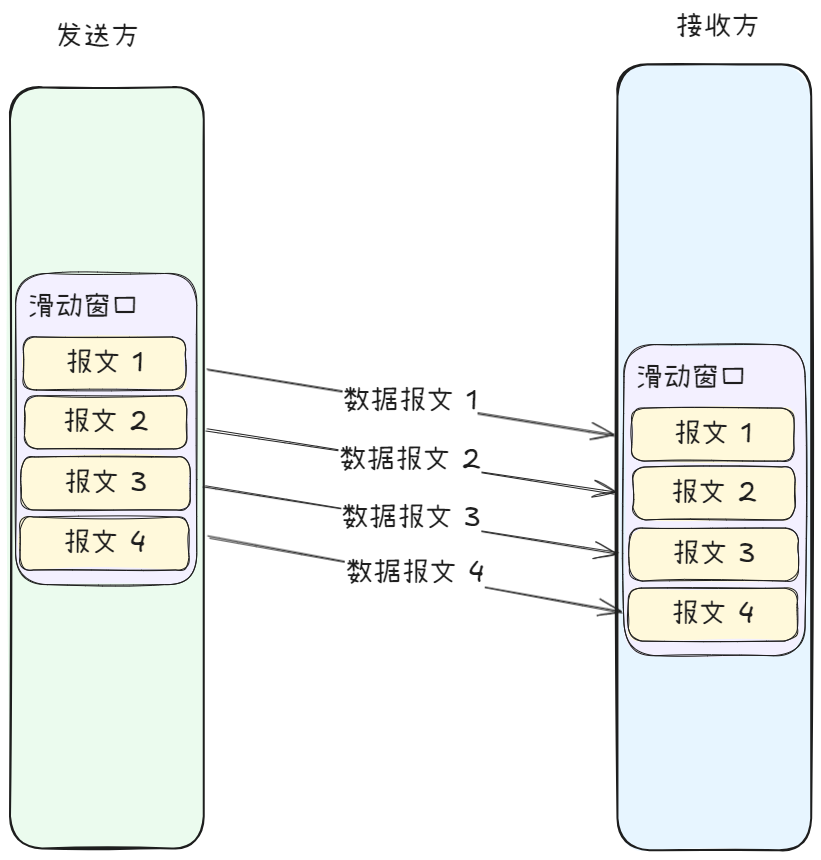 发送方
接收方
滑动窗口
报文 1
报文 2
报文 3
报文 4
数据报文 1
数据报文 2
数据报文 3
数据报文 4
滑动窗口
报文 1
报文 2
报文 3
报文 4